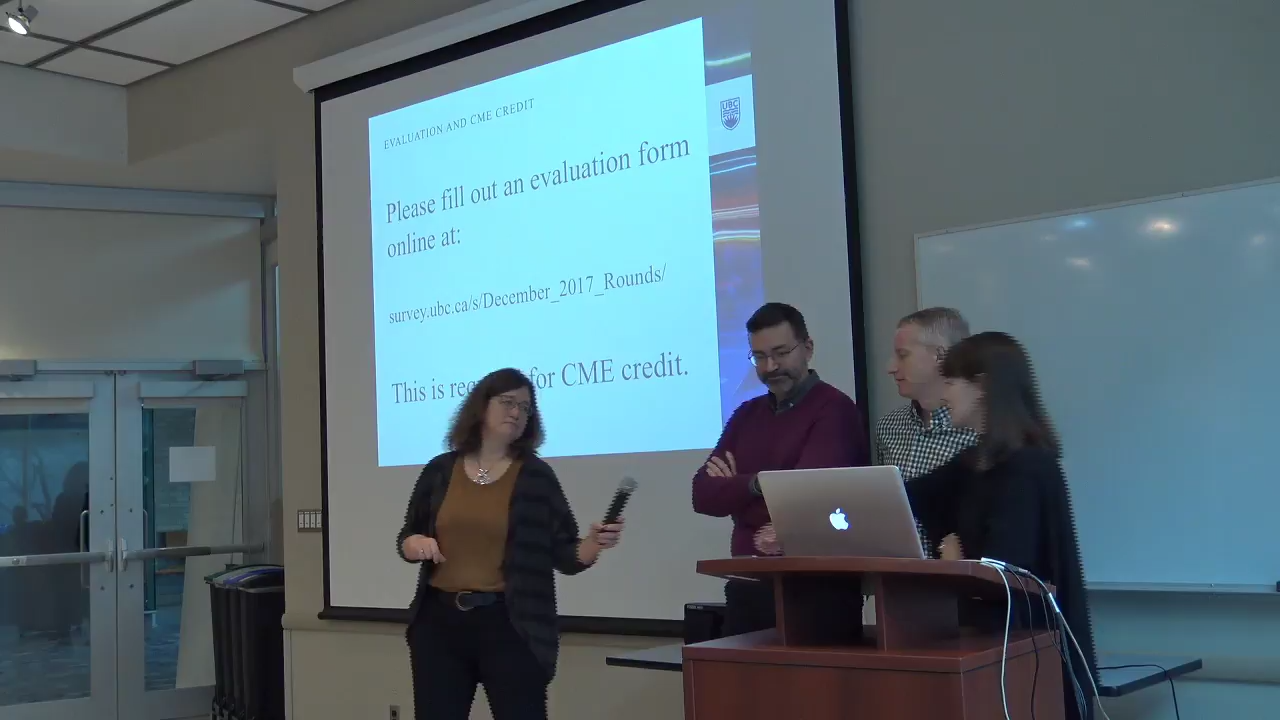 EVALUATION AND CME CREDIT
UBC
Please fill out an evaluation form
online at:
survey.ubc.ca/s/December_2017_Rounds/
This is for CME credit.